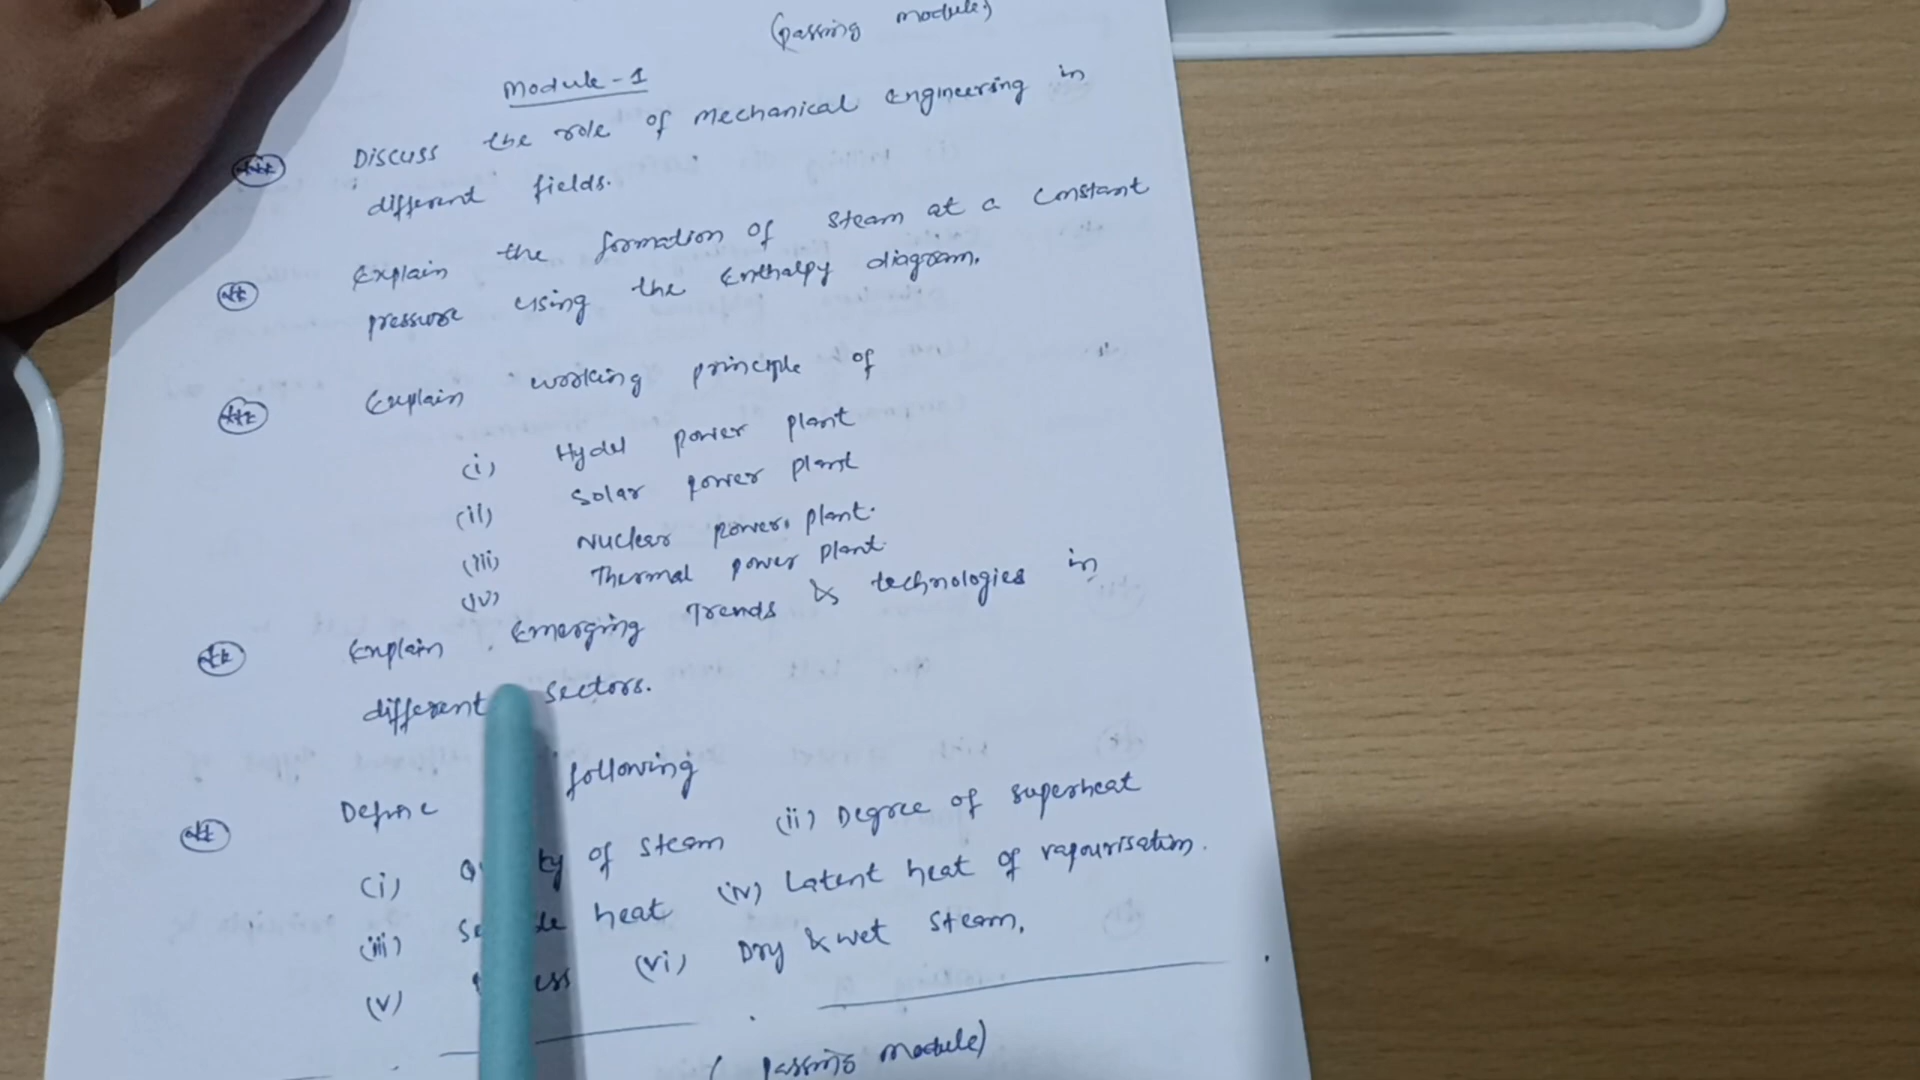 (passing module)
Module-1
Discuss the role of Mechanical Engineering in
different fields.
Explain the formation of steam at a constant
pressure using the Enthalpy diagram.
Explain working principle of
(i) Hydel power plant
(ii) Solar power plant
(iii) Nuclear power plant.
(iv) Thermal power plant.
Explain Emerging Trends & technologies in
different sectors.
Define following
(i) of steam (ii) Degree of superheat
(iii) heat (iv) Latent heat of vapourisation.
(v) (vi) Dry & wet steam.
(passing module)